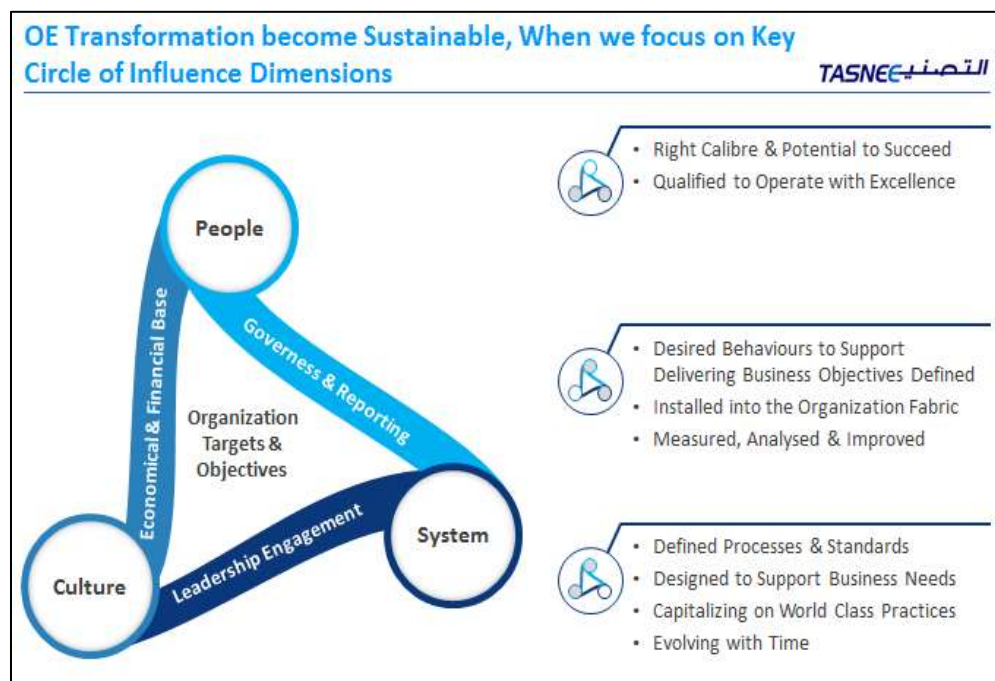 OE Transformation become Sustainable, When we focus on Key
Circle of Influence Dimensions
TASNEE التصنيع
People
Economical & Financial Base
Governess & Reporting
Organization
Targets &
Objectives
Leadership Engagement
Culture
System
• Right Calibre & Potential to Succeed
• Qualified to Operate with Excellence
• Desired Behaviours to Support
Delivering Business Objectives Defined
• Installed into the Organization Fabric
• Measured, Analysed & Improved
• Defined Processes & Standards
• Designed to Support Business Needs
• Capitalizing on World Class Practices
• Evolving with Time